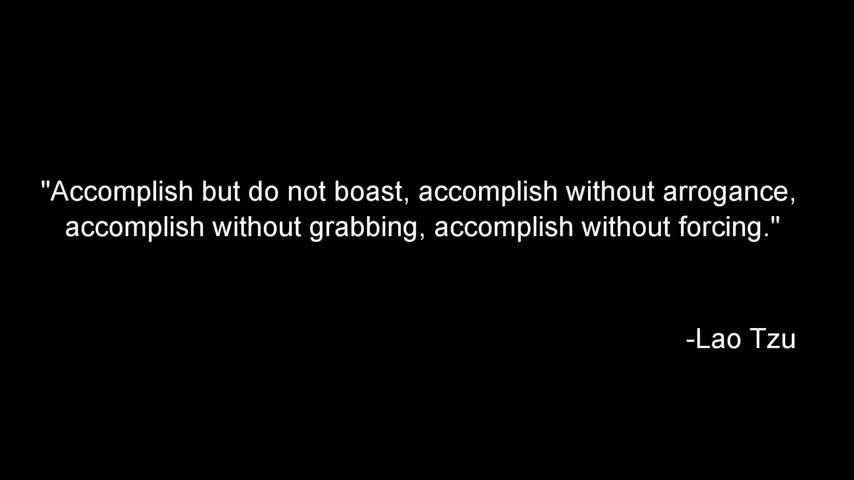 "Accomplish but do not boast, accomplish without arrogance,
accomplish without grabbing, accomplish without forcing."
-Lao Tzu